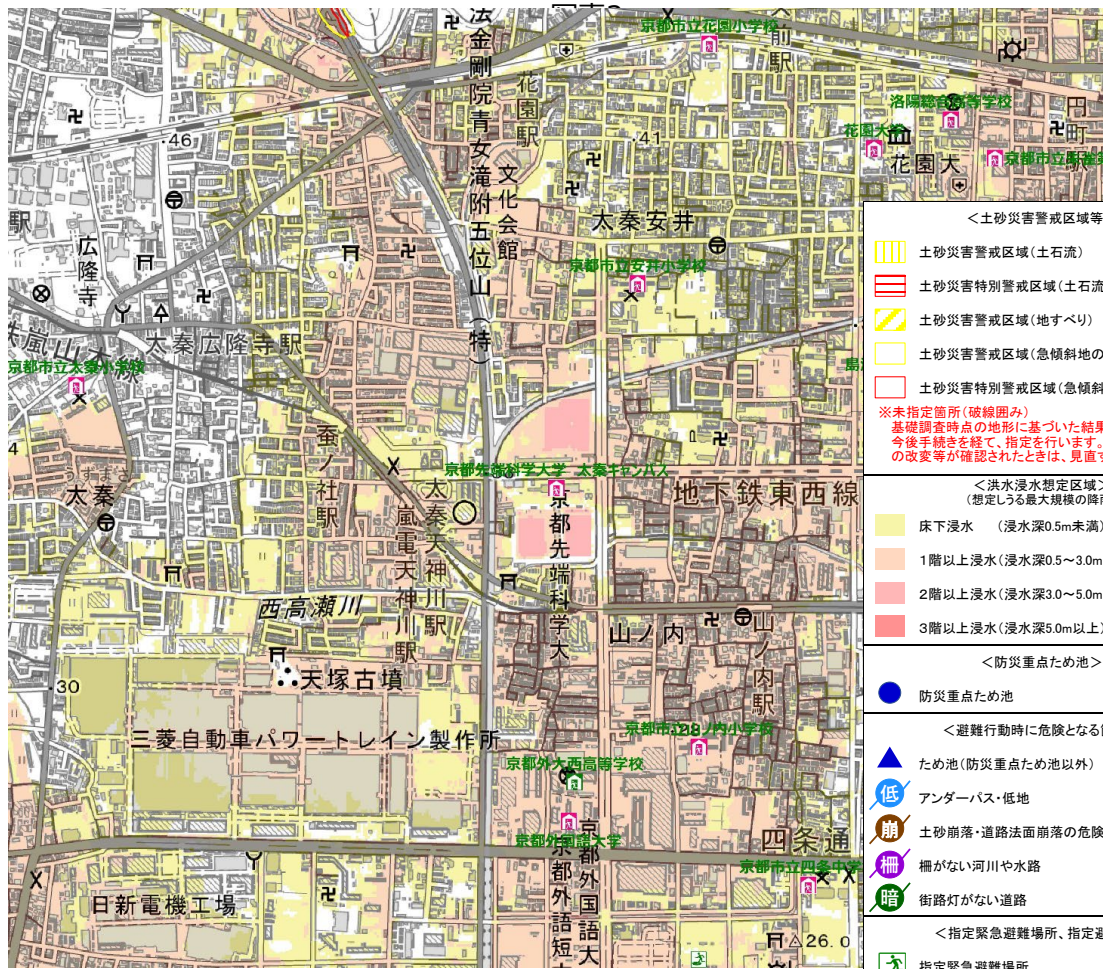 法金剛院青女滝附五位山(特)
京都市立花園小学校
前駅
花園駅
文化会館
洛陽総合高等学校
円町駅
46
41
花園大学
花園大
太秦安井
駅
広隆寺
京都市立安井小学校
太秦広隆寺駅
京都市立太秦小学校
4
うずまさ
太秦
蚕ノ社駅
京都先端科学大学 太秦キャンパス
地下鉄東西線
太秦天神川駅
嵐電天神川駅
京都先端科学大
西高瀬川
山ノ内
山ノ内駅
30
天塚古墳
三菱自動車パワートレイン製作所
京都外大西高等学校
京都外国語大学
京都外国語大
京都外語短大
四条通
京都市立四条中学
日新電機工場
26.0
<土砂災害警戒区域等
土砂災害警戒区域(土石流)
土砂災害特別警戒区域(土石流
土砂災害警戒区域(地すべり)
土砂災害警戒区域(急傾斜地の
土砂災害特別警戒区域(急傾斜
※未指定箇所(破線囲み)
基礎調査時点の地形に基づいた結果
今後手続きを経て、指定を行います。
の改変等が確認されたときは、見直す
<洪水浸水想定区域>
(想定しうる最大規模の降雨
床下浸水 (浸水深0.5m未満)
1階以上浸水(浸水深0.5~3.0m
2階以上浸水(浸水深3.0~5.0m
3階以上浸水(浸水深5.0m以上)
<防災重点ため池>
防災重点ため池
<避難行動時に危険となる
ため池(防災重点ため池以外)
低
アンダーパス・低地
崩
土砂崩落・道路法面崩落の危険
柵
柵がない河川や水路
暗
街路灯がない道路
<指定緊急避難場所、指定避
指定緊急避難場所